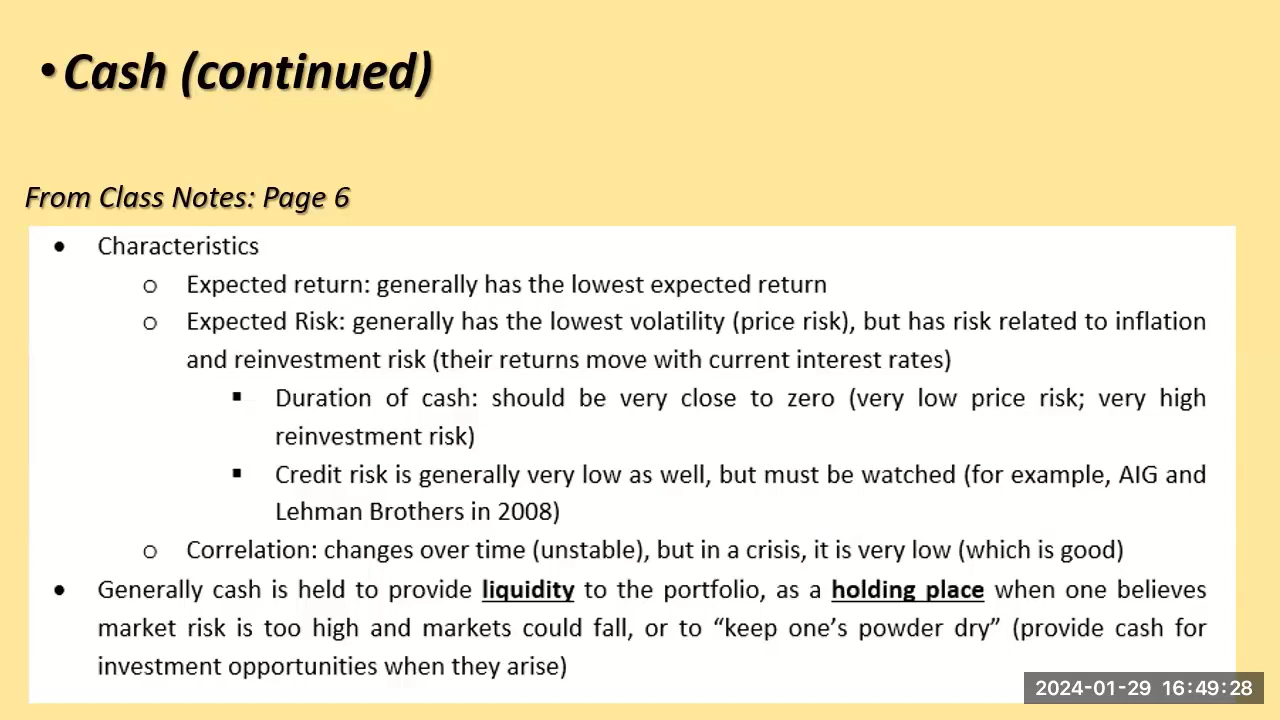 •Cash (continued)
From Class Notes: Page 6
• Characteristics
o Expected return: generally has the lowest expected return
o Expected Risk: generally has the lowest volatility (price risk), but has risk related to inflation
and reinvestment risk (their returns move with current interest rates)
▪ Duration of cash: should be very close to zero (very low price risk; very high
reinvestment risk)
▪ Credit risk is generally very low as well, but must be watched (for example, AIG and
Lehman Brothers in 2008)
o Correlation: changes over time (unstable), but in a crisis, it is very low (which is good)
• Generally cash is held to provide liquidity to the portfolio, as a holding place when one believes
market risk is too high and markets could fall, or to “keep one’s powder dry” (provide cash for
investment opportunities when they arise)
2024-01-29 16:49:28